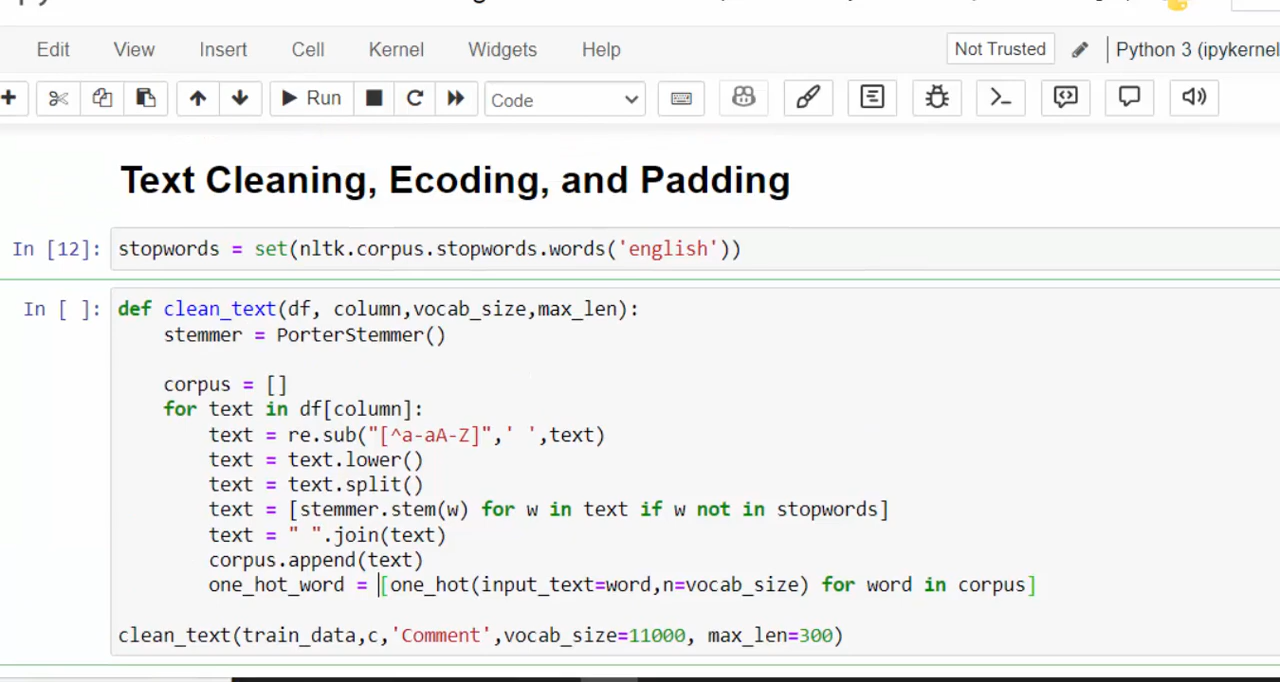 Edit View Insert Cell Kernel Widgets Help Not Trusted Python 3 (ipykernel
Run Code
Text Cleaning, Ecoding, and Padding
In [12]: stopwords = set(nltk.corpus.stopwords.words('english'))
In [ ]: def clean_text(df, column,vocab_size,max_len):
stemmer = PorterStemmer()
corpus = []
for text in df[column]:
text = re.sub("[^a-aA-Z]",' ',text)
text = text.lower()
text = text.split()
text = [stemmer.stem(w) for w in text if w not in stopwords]
text = " ".join(text)
corpus.append(text)
one_hot_word = [one_hot(input_text=word,n=vocab_size) for word in corpus]
clean_text(train_data,c,'Comment',vocab_size=11000, max_len=300)